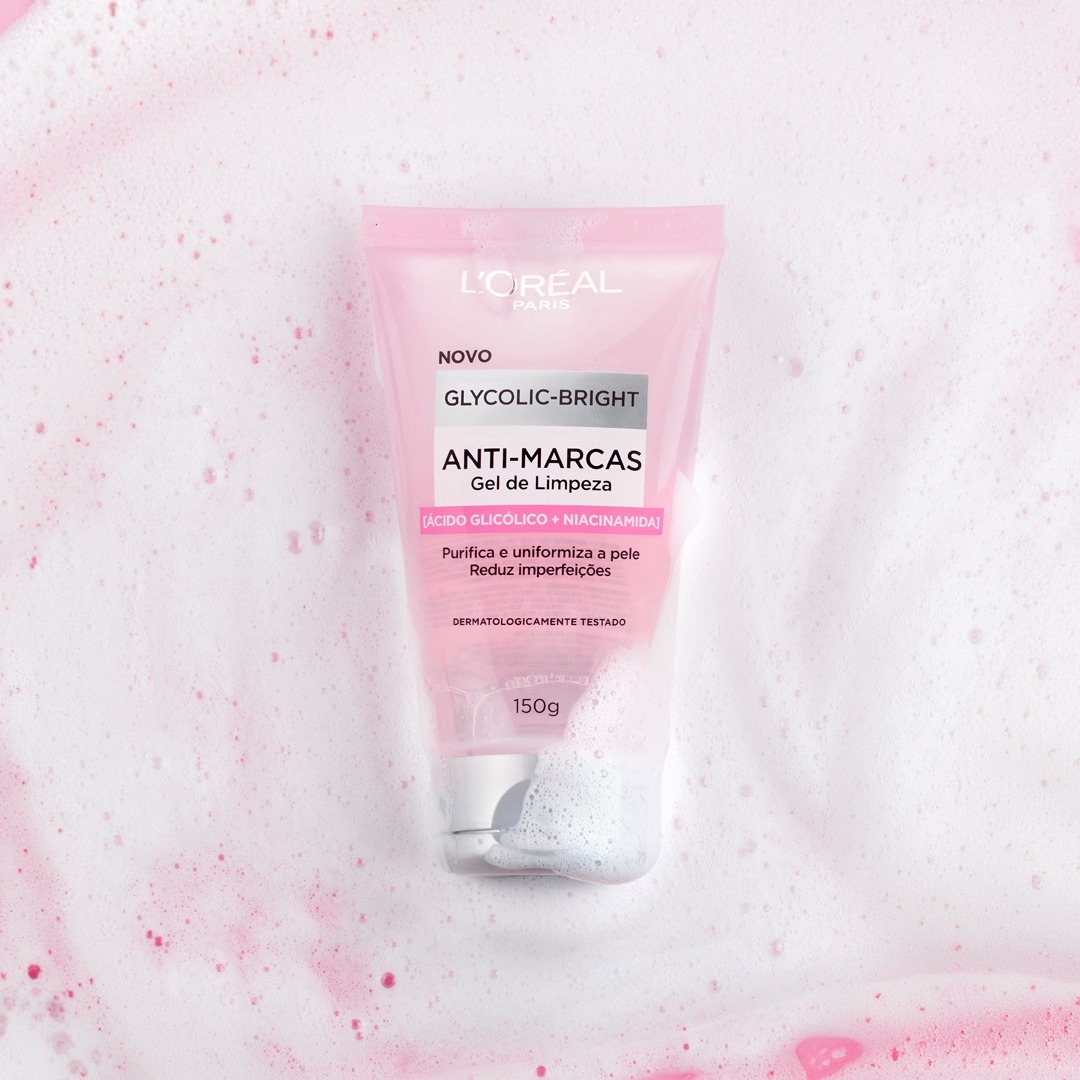 L'ORÉAL
PARIS
NOVO
GLYCOLIC-BRIGHT
ANTI-MARCAS
Gel de Limpeza
[ÁCIDO GLICÓLICO + NIACINAMIDA]
Purifica e uniformiza a pele
Reduz imperfeições
DERMATOLOGICAMENTE TESTADO
150g